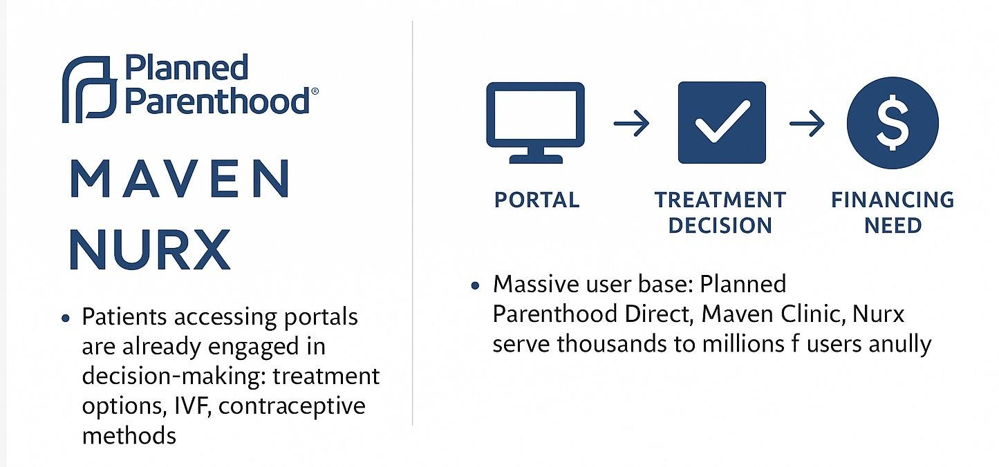 Planned
Parenthood®
MAVEN
NURX
• Patients accessing portals
are already engaged in
decision-making: treatment
options, IVF, contraceptive
methods
$
PORTAL
TREATMENT
DECISION
FINANCING
NEED
• Massive user base: Planned
Parenthood Direct, Maven Clinic, Nurx
serve thousands to millions f users anully